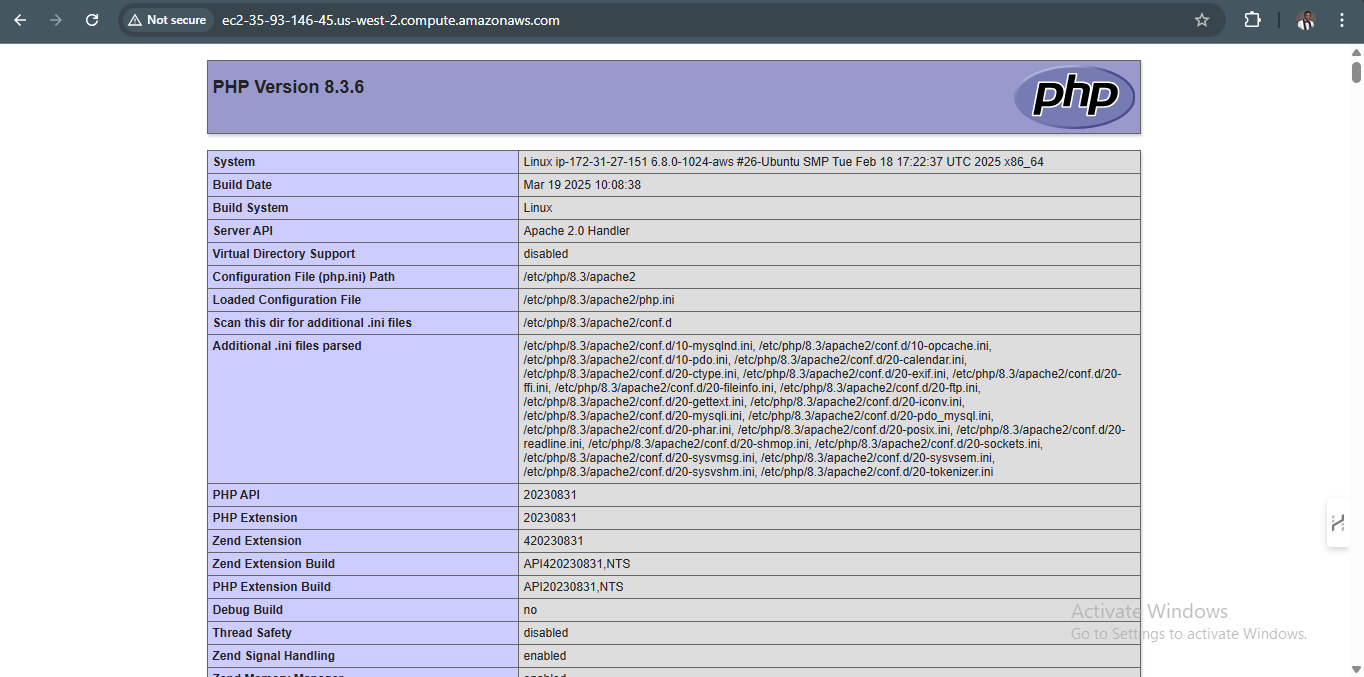 Not secure ec2-35-93-146-45.us-west-2.compute.amazonaws.com
PHP Version 8.3.6
php
System Linux ip-172-31-27-151 6.8.0-1024-aws #26-Ubuntu SMP Tue Feb 18 17:22:37 UTC 2025 x86_64
Build Date Mar 19 2025 10:08:38
Build System Linux
Server API Apache 2.0 Handler
Virtual Directory Support disabled
Configuration File (php.ini) Path /etc/php/8.3/apache2
Loaded Configuration File /etc/php/8.3/apache2/php.ini
Scan this dir for additional .ini files /etc/php/8.3/apache2/conf.d
Additional .ini files parsed /etc/php/8.3/apache2/conf.d/10-mysqlnd.ini, /etc/php/8.3/apache2/conf.d/10-opcache.ini,
/etc/php/8.3/apache2/conf.d/10-pdo.ini, /etc/php/8.3/apache2/conf.d/20-calendar.ini,
/etc/php/8.3/apache2/conf.d/20-ctype.ini, /etc/php/8.3/apache2/conf.d/20-exif.ini, /etc/php/8.3/apache2/conf.d/20-
ffi.ini, /etc/php/8.3/apache2/conf.d/20-fileinfo.ini, /etc/php/8.3/apache2/conf.d/20-ftp.ini,
/etc/php/8.3/apache2/conf.d/20-gettext.ini, /etc/php/8.3/apache2/conf.d/20-iconv.ini,
/etc/php/8.3/apache2/conf.d/20-mysqli.ini, /etc/php/8.3/apache2/conf.d/20-pdo_mysql.ini,
/etc/php/8.3/apache2/conf.d/20-phar.ini, /etc/php/8.3/apache2/conf.d/20-posix.ini, /etc/php/8.3/apache2/conf.d/20-
readline.ini, /etc/php/8.3/apache2/conf.d/20-shmop.ini, /etc/php/8.3/apache2/conf.d/20-sockets.ini,
/etc/php/8.3/apache2/conf.d/20-sysvmsg.ini, /etc/php/8.3/apache2/conf.d/20-sysvsem.ini,
/etc/php/8.3/apache2/conf.d/20-sysvshm.ini, /etc/php/8.3/apache2/conf.d/20-tokenizer.ini
PHP API 20230831
PHP Extension 20230831
Zend Extension 420230831
Zend Extension Build API420230831,NTS
PHP Extension Build API20230831,NTS
Debug Build no
Thread Safety disabled
Zend Signal Handling enabled
Zend Memory Manager enabled
Activate Windows
Go to Settings to activate Windows.